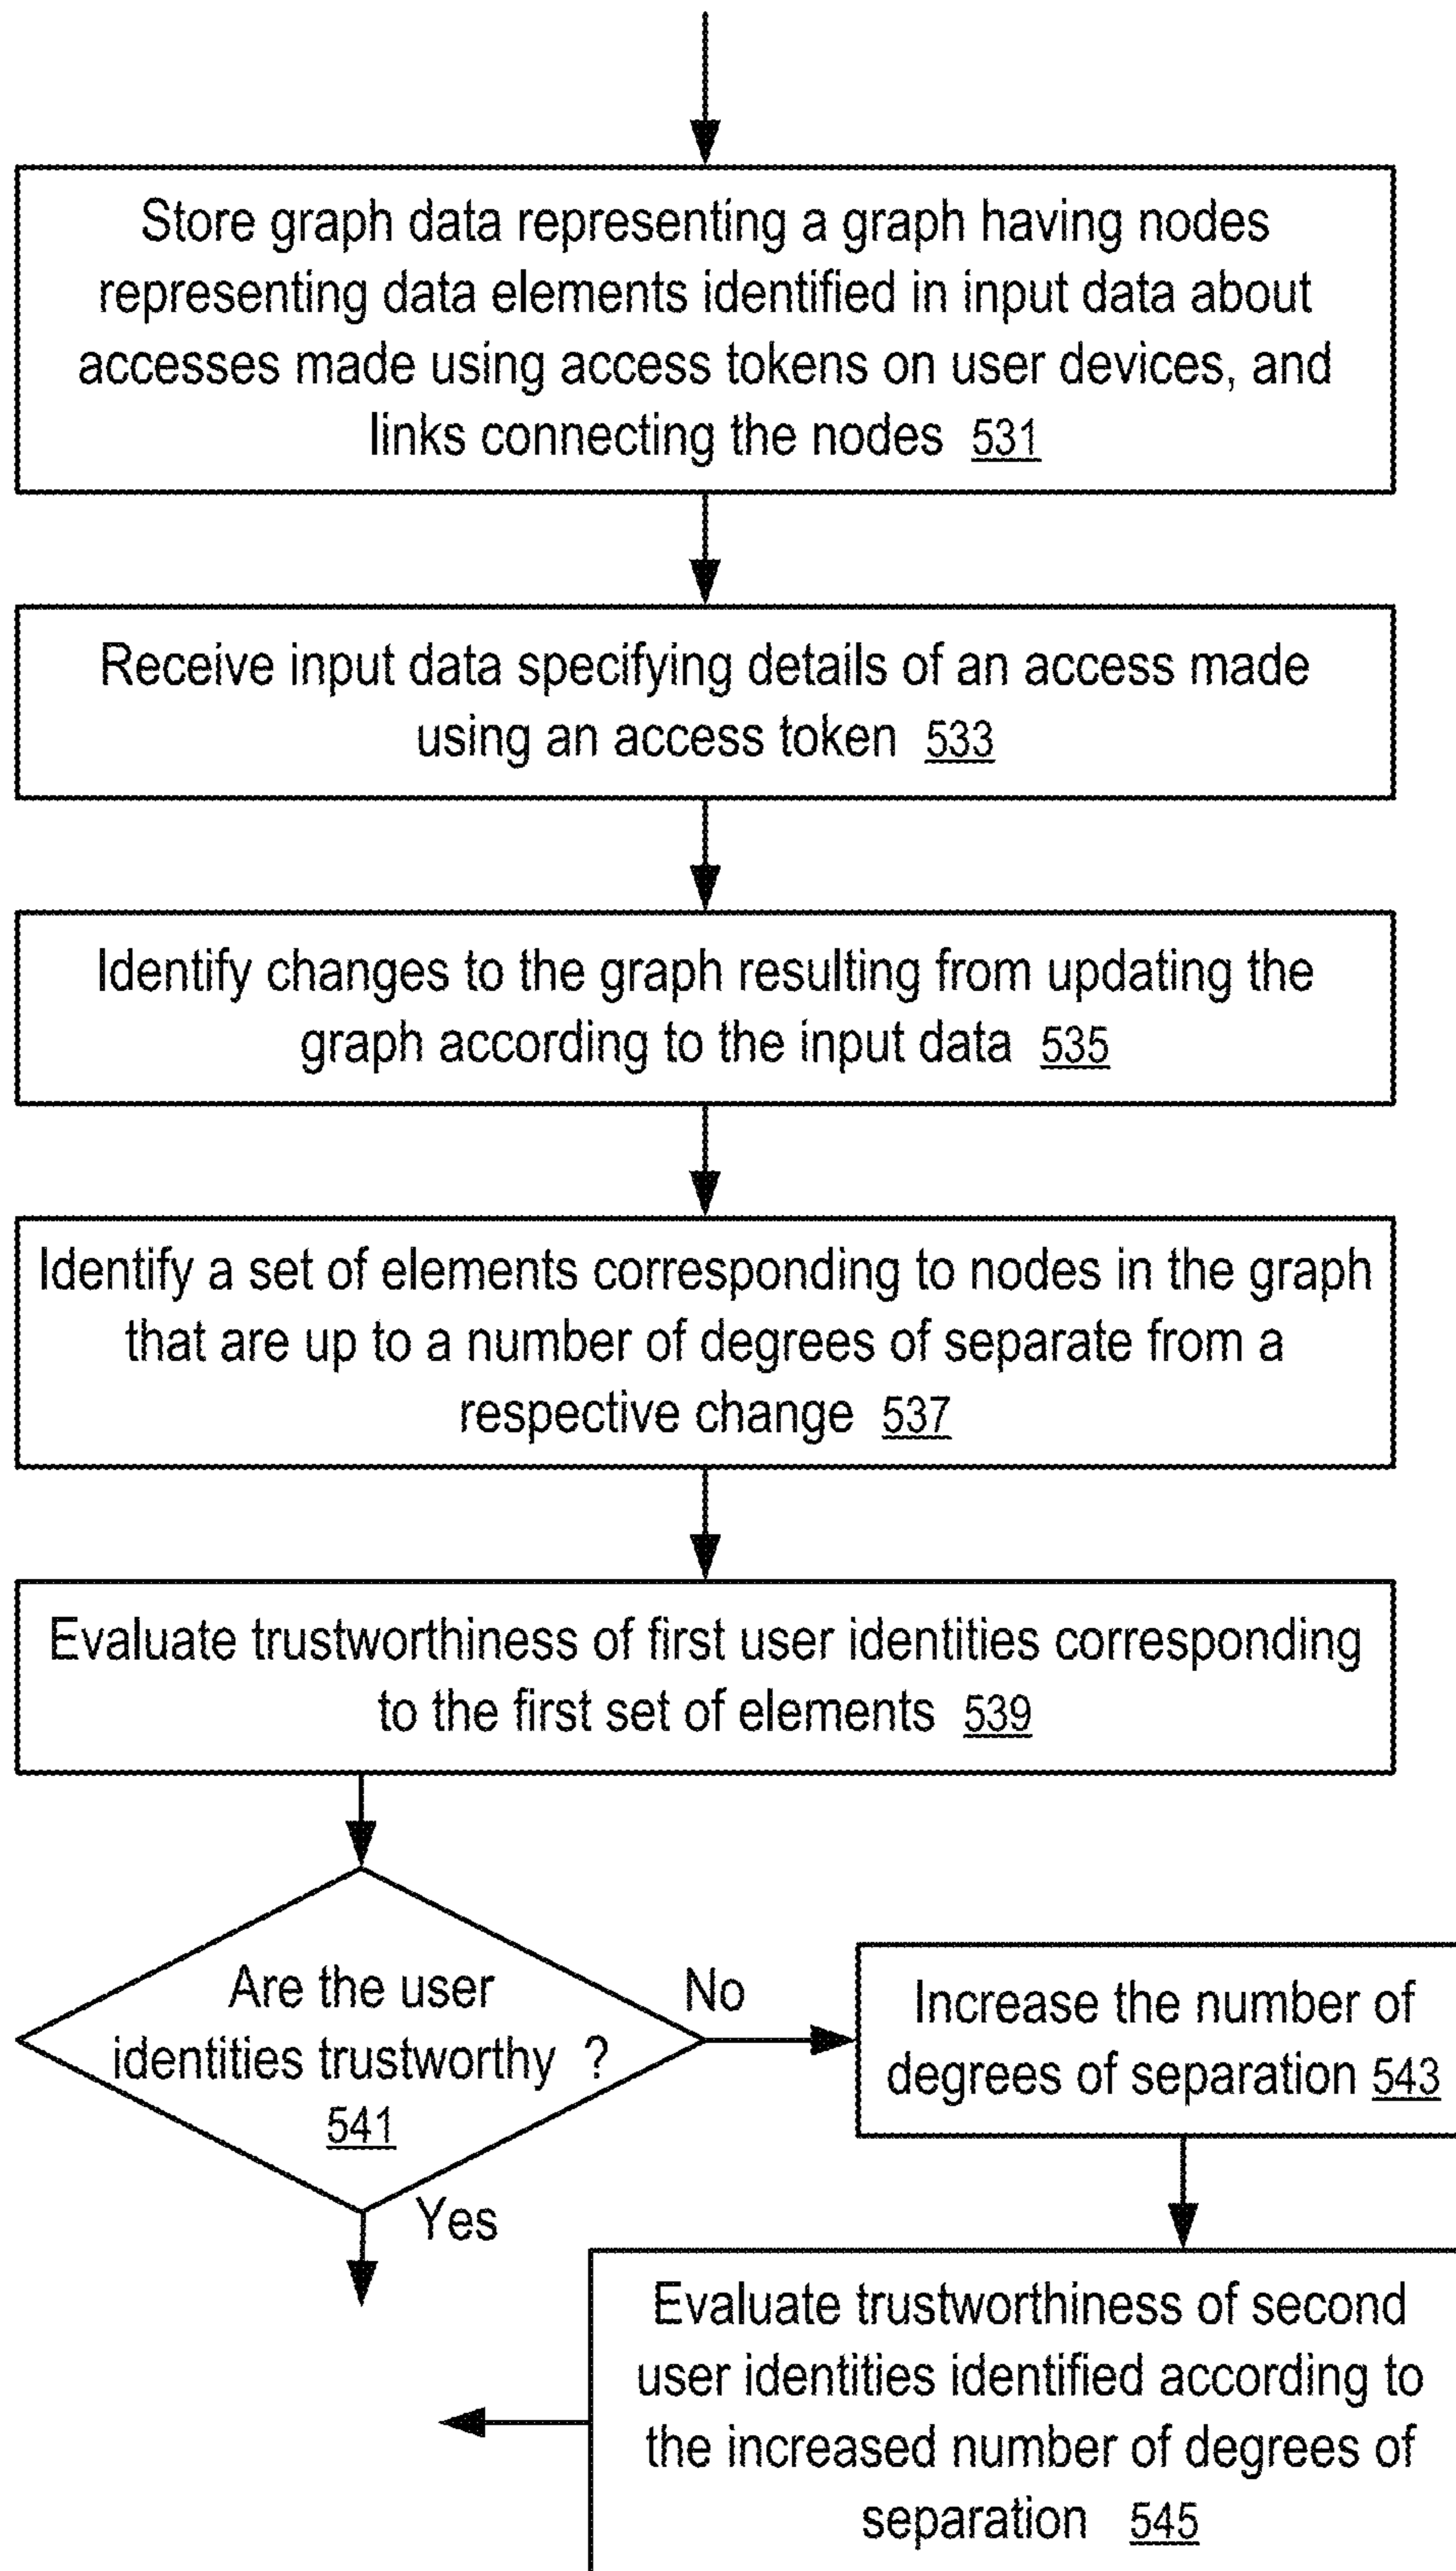 Store graph data representing a graph having nodes
representing data elements identified in input data about
accesses made using access tokens on user devices, and
links connecting the nodes 531
Receive input data specifying details of an access made
using an access token 533
Identify changes to the graph resulting from updating the
graph according to the input data 535
Identify a set of elements corresponding to nodes in the graph
that are up to a number of degrees of separate from a
respective change 537
Evaluate trustworthiness of first user identities corresponding
to the first set of elements 539
Are the user
identities trustworthy ?
541
No
Yes
Increase the number of
degrees of separation 543
Evaluate trustworthiness of second
user identities identified according to
the increased number of degrees of
separation 545